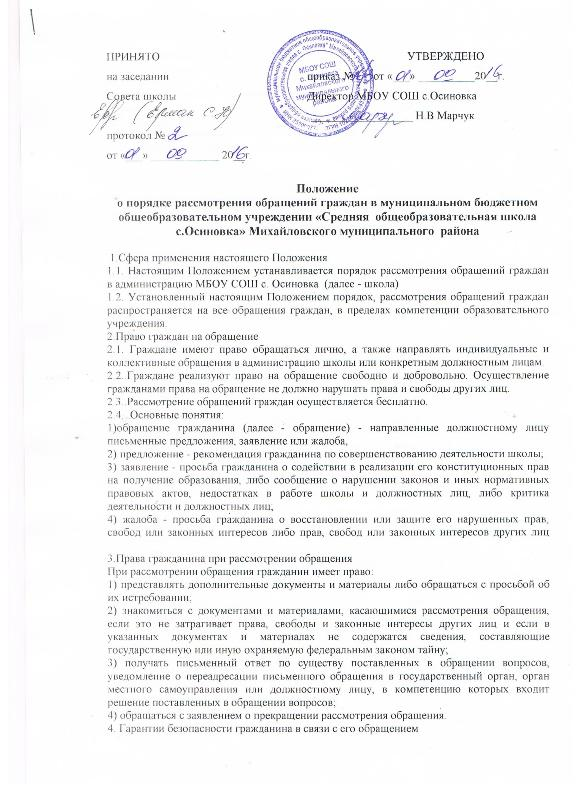 ПРИНЯТО
УТВЕРЖДЕНО
на заседании
приказ № от « » 09 2016г.
Совета школы
Директор МБОУ СОШ с.Осиновка
Н В Марчук
протокол № 2
от « » 09 2016г.
Положение
о порядке рассмотрения обращений граждан в муниципальном бюджетном
общеобразовательном учреждении «Средняя общеобразовательная школа
с.Осиновка» Михайловского муниципального района
1 Сфера применения настоящего Положения
1.1. Настоящим Положением устанавливается порядок рассмотрения обращений граждан
в администрацию МБОУ СОШ с. Осиновка (далее - школа)
1.2. Установленный настоящим Положением порядок, рассмотрения обращений граждан
распространяется на все обращения граждан, в пределах компетенции образовательного
учреждения.
2 Право граждан на обращение
2.1. Граждане имеют право обращаться лично, а также направлять индивидуальные и
коллективные обращения в администрацию школы или конкретным должностным лицам
2.2. Граждане реализуют право на обращение свободно и добровольно. Осуществление
гражданами права на обращение не должно нарушать права и свободы других лиц.
2.3. Рассмотрение обращений граждан осуществляется бесплатно.
2.4. Основные понятия:
1)обращение гражданина (далее - обращение) - направленные должностному лицу
письменные предложения, заявление или жалоба,
2) предложение - рекомендация гражданина по совершенствованию деятельности школы;
3) заявление - просьба гражданина о содействии в реализации его конституционных прав
на получение образования, либо сообщение о нарушении законов и иных нормативных
правовых актов, недостатках в работе школы и должностных лиц, либо критика
деятельности и должностных лиц;
4) жалоба - просьба гражданина о восстановлении или защите его нарушенных прав,
свобод или законных интересов либо прав, свобод или законных интересов других лиц
3.Права гражданина при рассмотрении обращения
При рассмотрении обращения гражданин имеет право:
1) представлять дополнительные документы и материалы либо обращаться с просьбой об
их истребовании;
2) знакомиться с документами и материалами, касающимися рассмотрения обращения,
если это не затрагивает права, свободы и законные интересы других лиц и если в
указанных документах и материалах не содержатся сведения, составляющие
государственную или иную охраняемую федеральным законом тайну;
3) получать письменный ответ по существу поставленных в обращении вопросов,
уведомление о переадресации письменного обращения в государственный орган, орган
местного самоуправления или должностному лицу, в компетенцию которых входит
решение поставленных в обращении вопросов;
4) обращаться с заявлением о прекращении рассмотрения обращения.
4. Гарантии безопасности гражданина в связи с его обращением